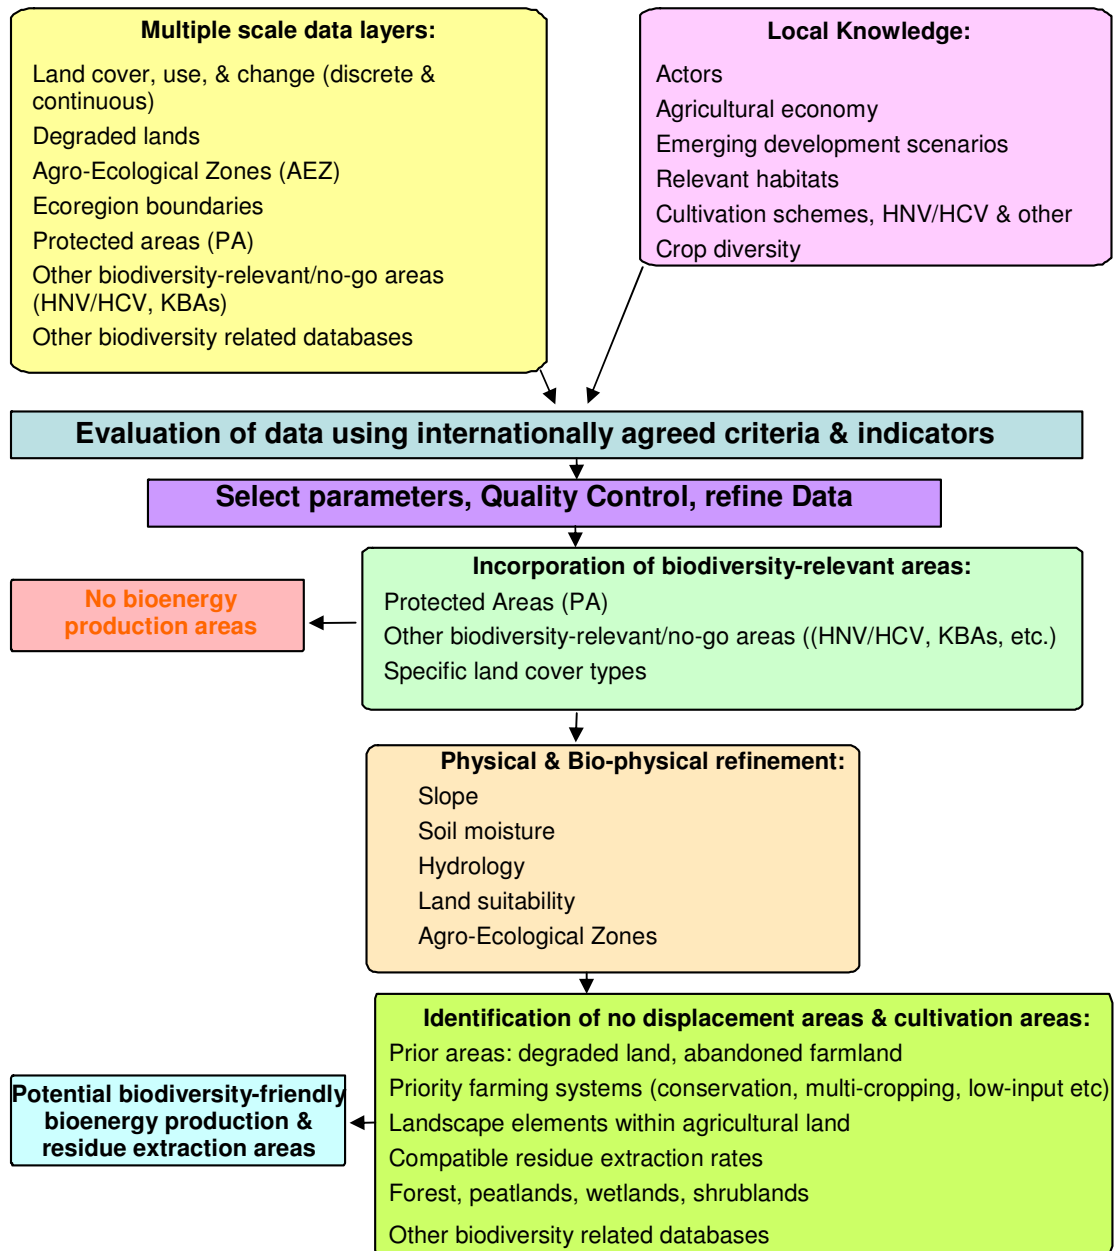 Multiple scale data layers:
Land cover, use, & change (discrete &
continuous)
Degraded lands
Agro-Ecological Zones (AEZ)
Ecoregion boundaries
Protected areas (PA)
Other biodiversity-relevant/no-go areas
(HNV/HCV, KBAs)
Other biodiversity related databases
Local Knowledge:
Actors
Agricultural economy
Emerging development scenarios
Relevant habitats
Cultivation schemes, HNV/HCV & other
Crop diversity
Evaluation of data using internationally agreed criteria & indicators
Select parameters, Quality Control, refine Data
Incorporation of biodiversity-relevant areas:
Protected Areas (PA)
Other biodiversity-relevant/no-go areas ((HNV/HCV, KBAs, etc.)
Specific land cover types
No bioenergy
production areas
Physical & Bio-physical refinement:
Slope
Soil moisture
Hydrology
Land suitability
Agro-Ecological Zones
Identification of no displacement areas & cultivation areas:
Prior areas: degraded land, abandoned farmland
Priority farming systems (conservation, multi-cropping, low-input etc)
Landscape elements within agricultural land
Compatible residue extraction rates
Forest, peatlands, wetlands, shrublands
Other biodiversity related databases
Potential biodiversity-friendly
bioenergy production &
residue extraction areas